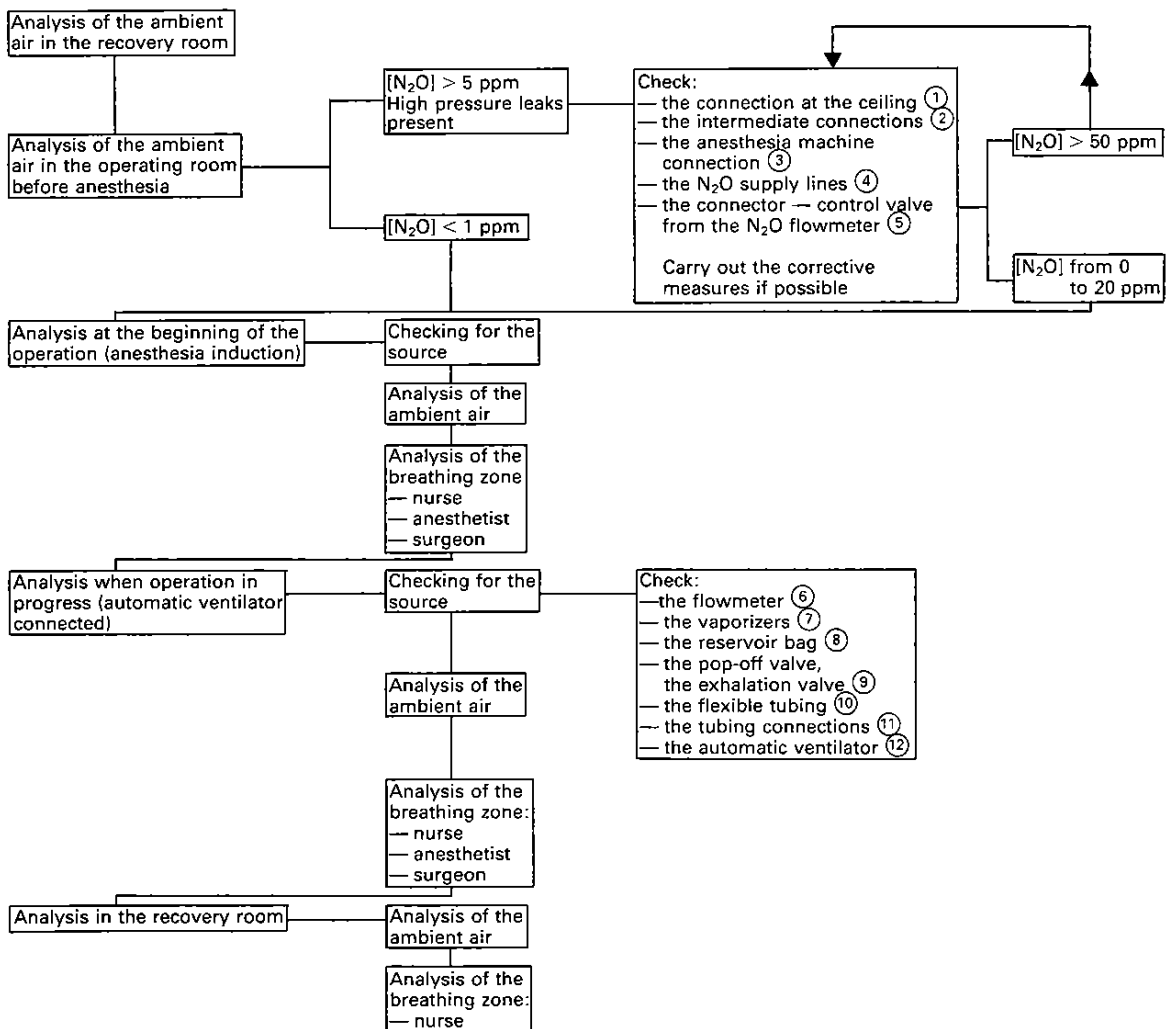 Analysis of the ambient
air in the recovery room
Analysis of the ambient
air in the operating room
before anesthesia
[N₂O] > 5 ppm
High pressure leaks
present
[N₂O] < 1 ppm
Check:
— the connection at the ceiling ①
— the intermediate connections ②
— the anesthesia machine
connection ③
— the N₂O supply lines ④
— the connector — control valve
from the N₂O flowmeter ⑤
Carry out the corrective
measures if possible
[N₂O] > 50 ppm
[N₂O] from 0
to 20 ppm
Analysis at the beginning of the
operation (anesthesia induction)
Checking for the
source
Analysis of the
ambient air
Analysis of the
breathing zone
— nurse
— anesthetist
— surgeon
Analysis when operation in
progress (automatic ventilator
connected)
Checking for the
source
Check:
—the flowmeter ⑥
— the vaporizers ⑦
— the reservoir bag ⑧
— the pop-off valve,
the exhalation valve ⑨
— the flexible tubing ⑩
— the tubing connections ⑪
— the automatic ventilator ⑫
Analysis of the
ambient air
Analysis of the
breathing zone:
— nurse
— anesthetist
— surgeon
Analysis in the recovery room
Analysis of the
ambient air
Analysis of the
breathing zone:
— nurse